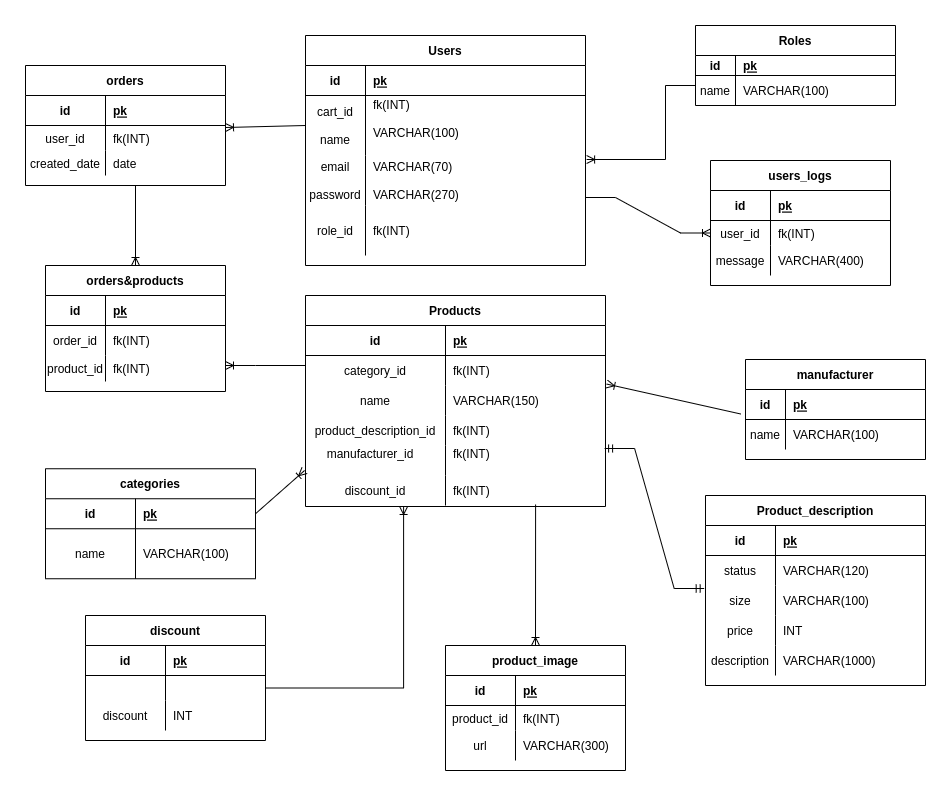 orders
id pk
user_id fk(INT)
created_date date
Users
id pk
cart_id fk(INT)
name VARCHAR(100)
email VARCHAR(70)
password VARCHAR(270)
role_id fk(INT)
Roles
id pk
name VARCHAR(100)
users_logs
id pk
user_id fk(INT)
message VARCHAR(400)
orders&products
id pk
order_id fk(INT)
product_id fk(INT)
Products
id pk
category_id fk(INT)
name VARCHAR(150)
product_description_id fk(INT)
manufacturer_id fk(INT)
discount_id fk(INT)
manufacturer
id pk
name VARCHAR(100)
categories
id pk
name VARCHAR(100)
Product_description
id pk
status VARCHAR(120)
size VARCHAR(100)
price INT
description VARCHAR(1000)
discount
id pk
discount INT
product_image
id pk
product_id fk(INT)
url VARCHAR(300)